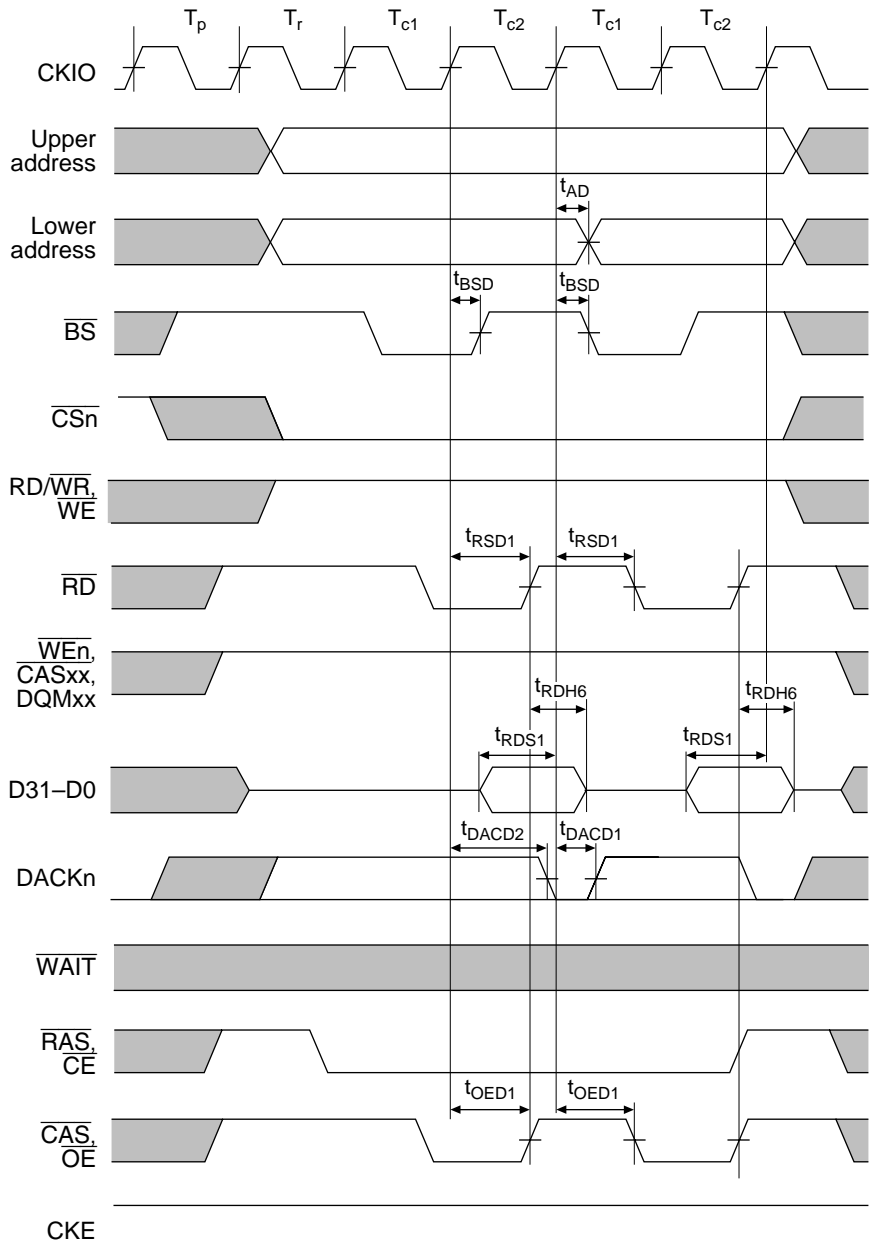 Tp Tr Tc1 Tc2 Tc1 Tc2
CKIO
Upper
address
tAD
Lower
address
tBSD tBSD
BS
CSn
RD/WR,
WE
tRSD1 tRSD1
RD
WEn,
CASxx,
DQMxx
tRDH6 tRDH6
tRDS1 tRDS1
D31–D0
tDACD2 tDACD1
DACKn
WAIT
RAS,
CE
tOED1 tOED1
CAS,
OE
CKE